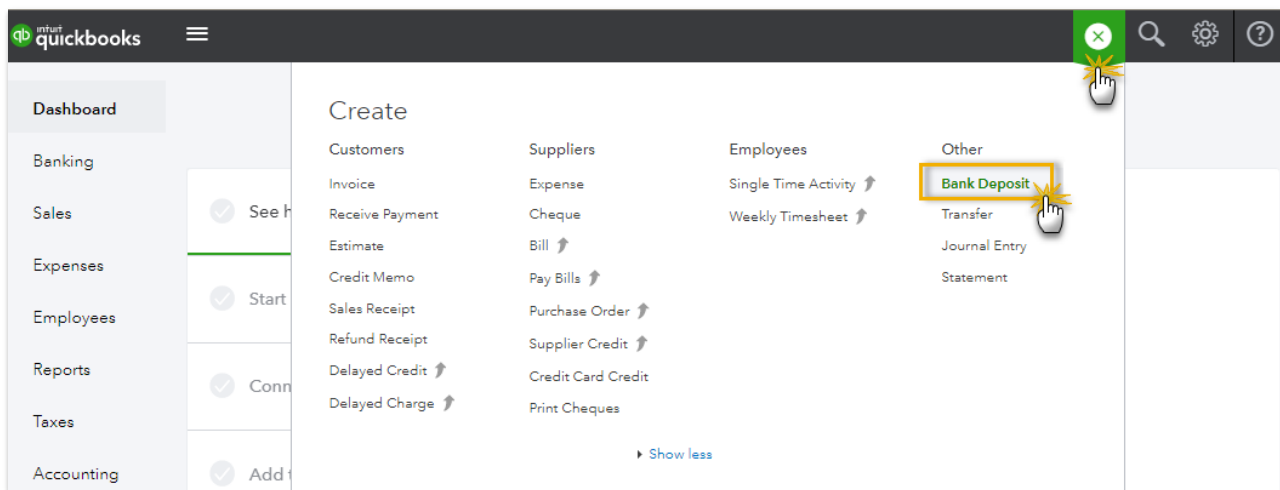 qb intuit quickbooks
Dashboard
Banking
Sales
Expenses
Employees
Reports
Taxes
Accounting
See h
Start
Conn
Add t
Create
Customers
Invoice
Receive Payment
Estimate
Credit Memo
Sales Receipt
Refund Receipt
Delayed Credit
Delayed Charge
Suppliers
Expense
Cheque
Bill
Pay Bills
Purchase Order
Supplier Credit
Credit Card Credit
Print Cheques
Employees
Single Time Activity
Weekly Timesheet
Other
Bank Deposit
Transfer
Journal Entry
Statement
Show less